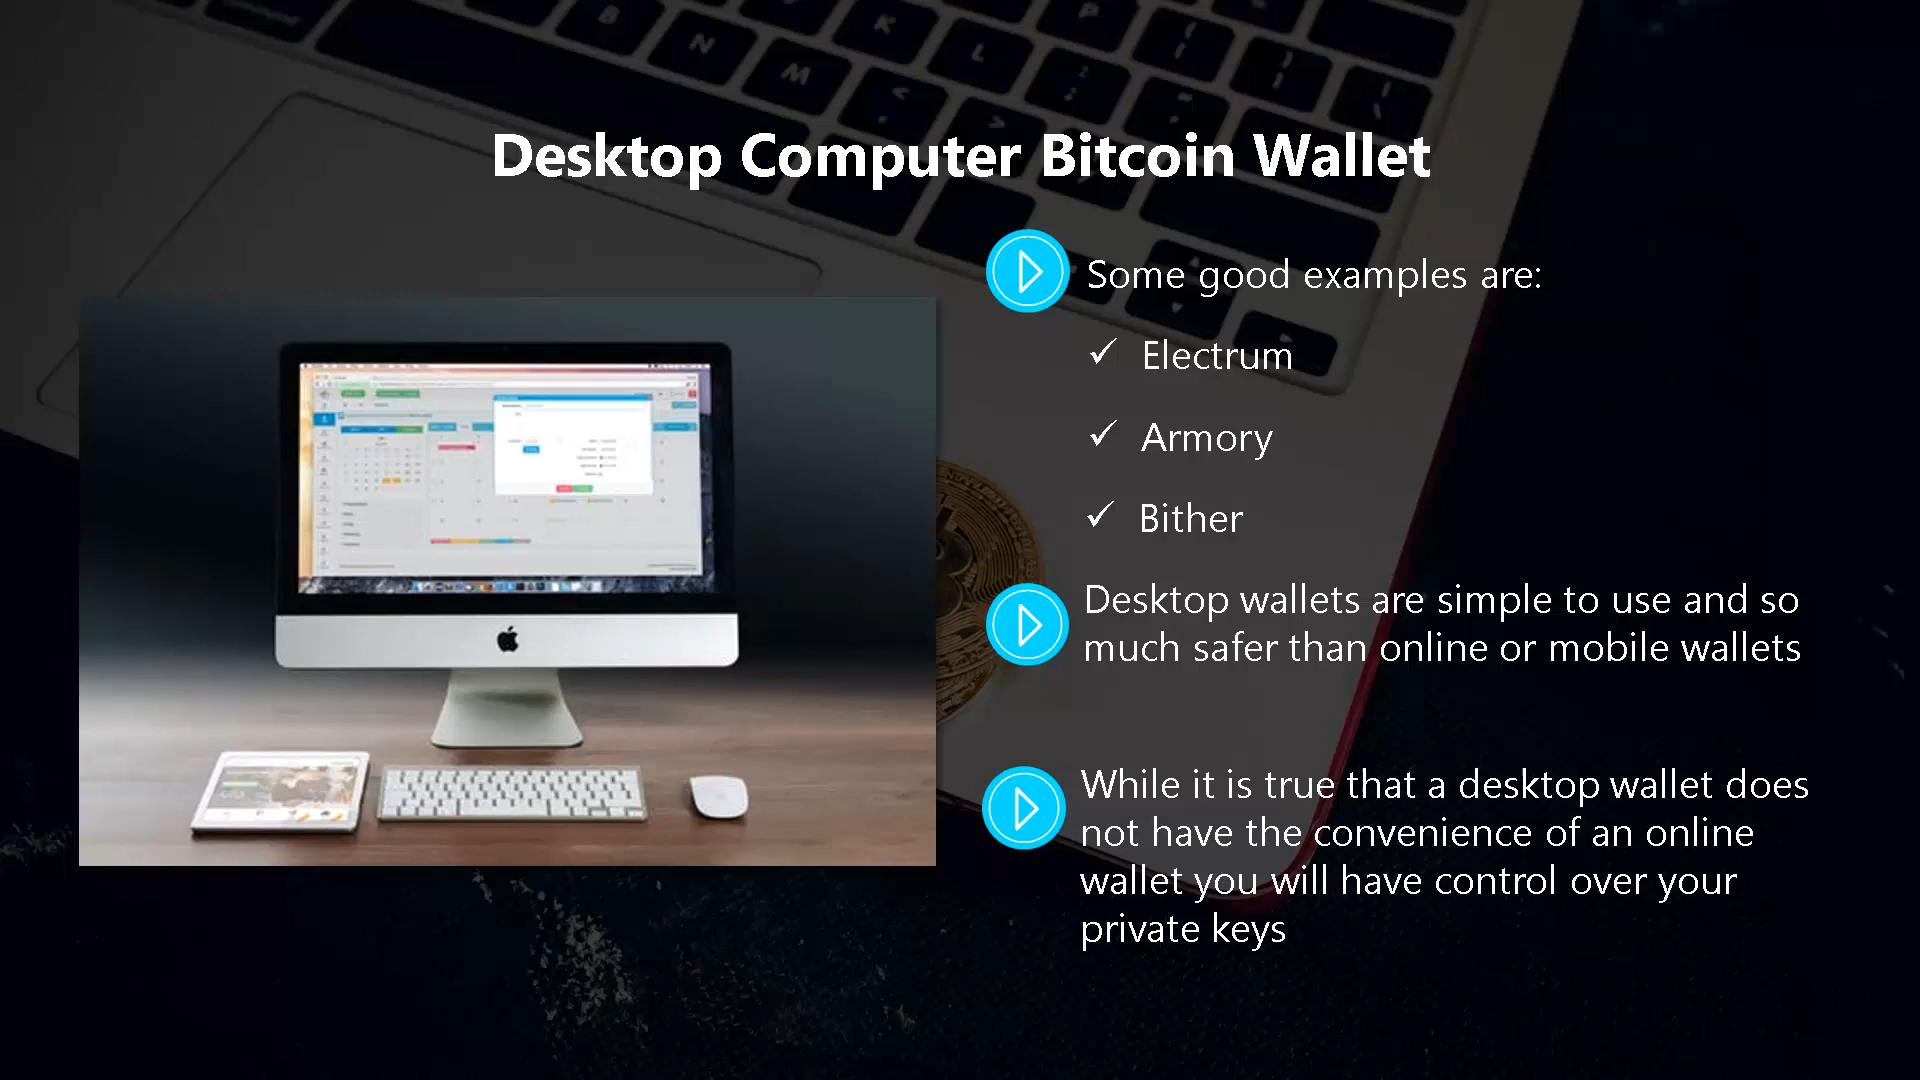 Desktop Computer Bitcoin Wallet
Some good examples are:
✓ Electrum
✓ Armory
✓ Bither
Desktop wallets are simple to use and so
much safer than online or mobile wallets
While it is true that a desktop wallet does
not have the convenience of an online
wallet you will have control over your
private keys